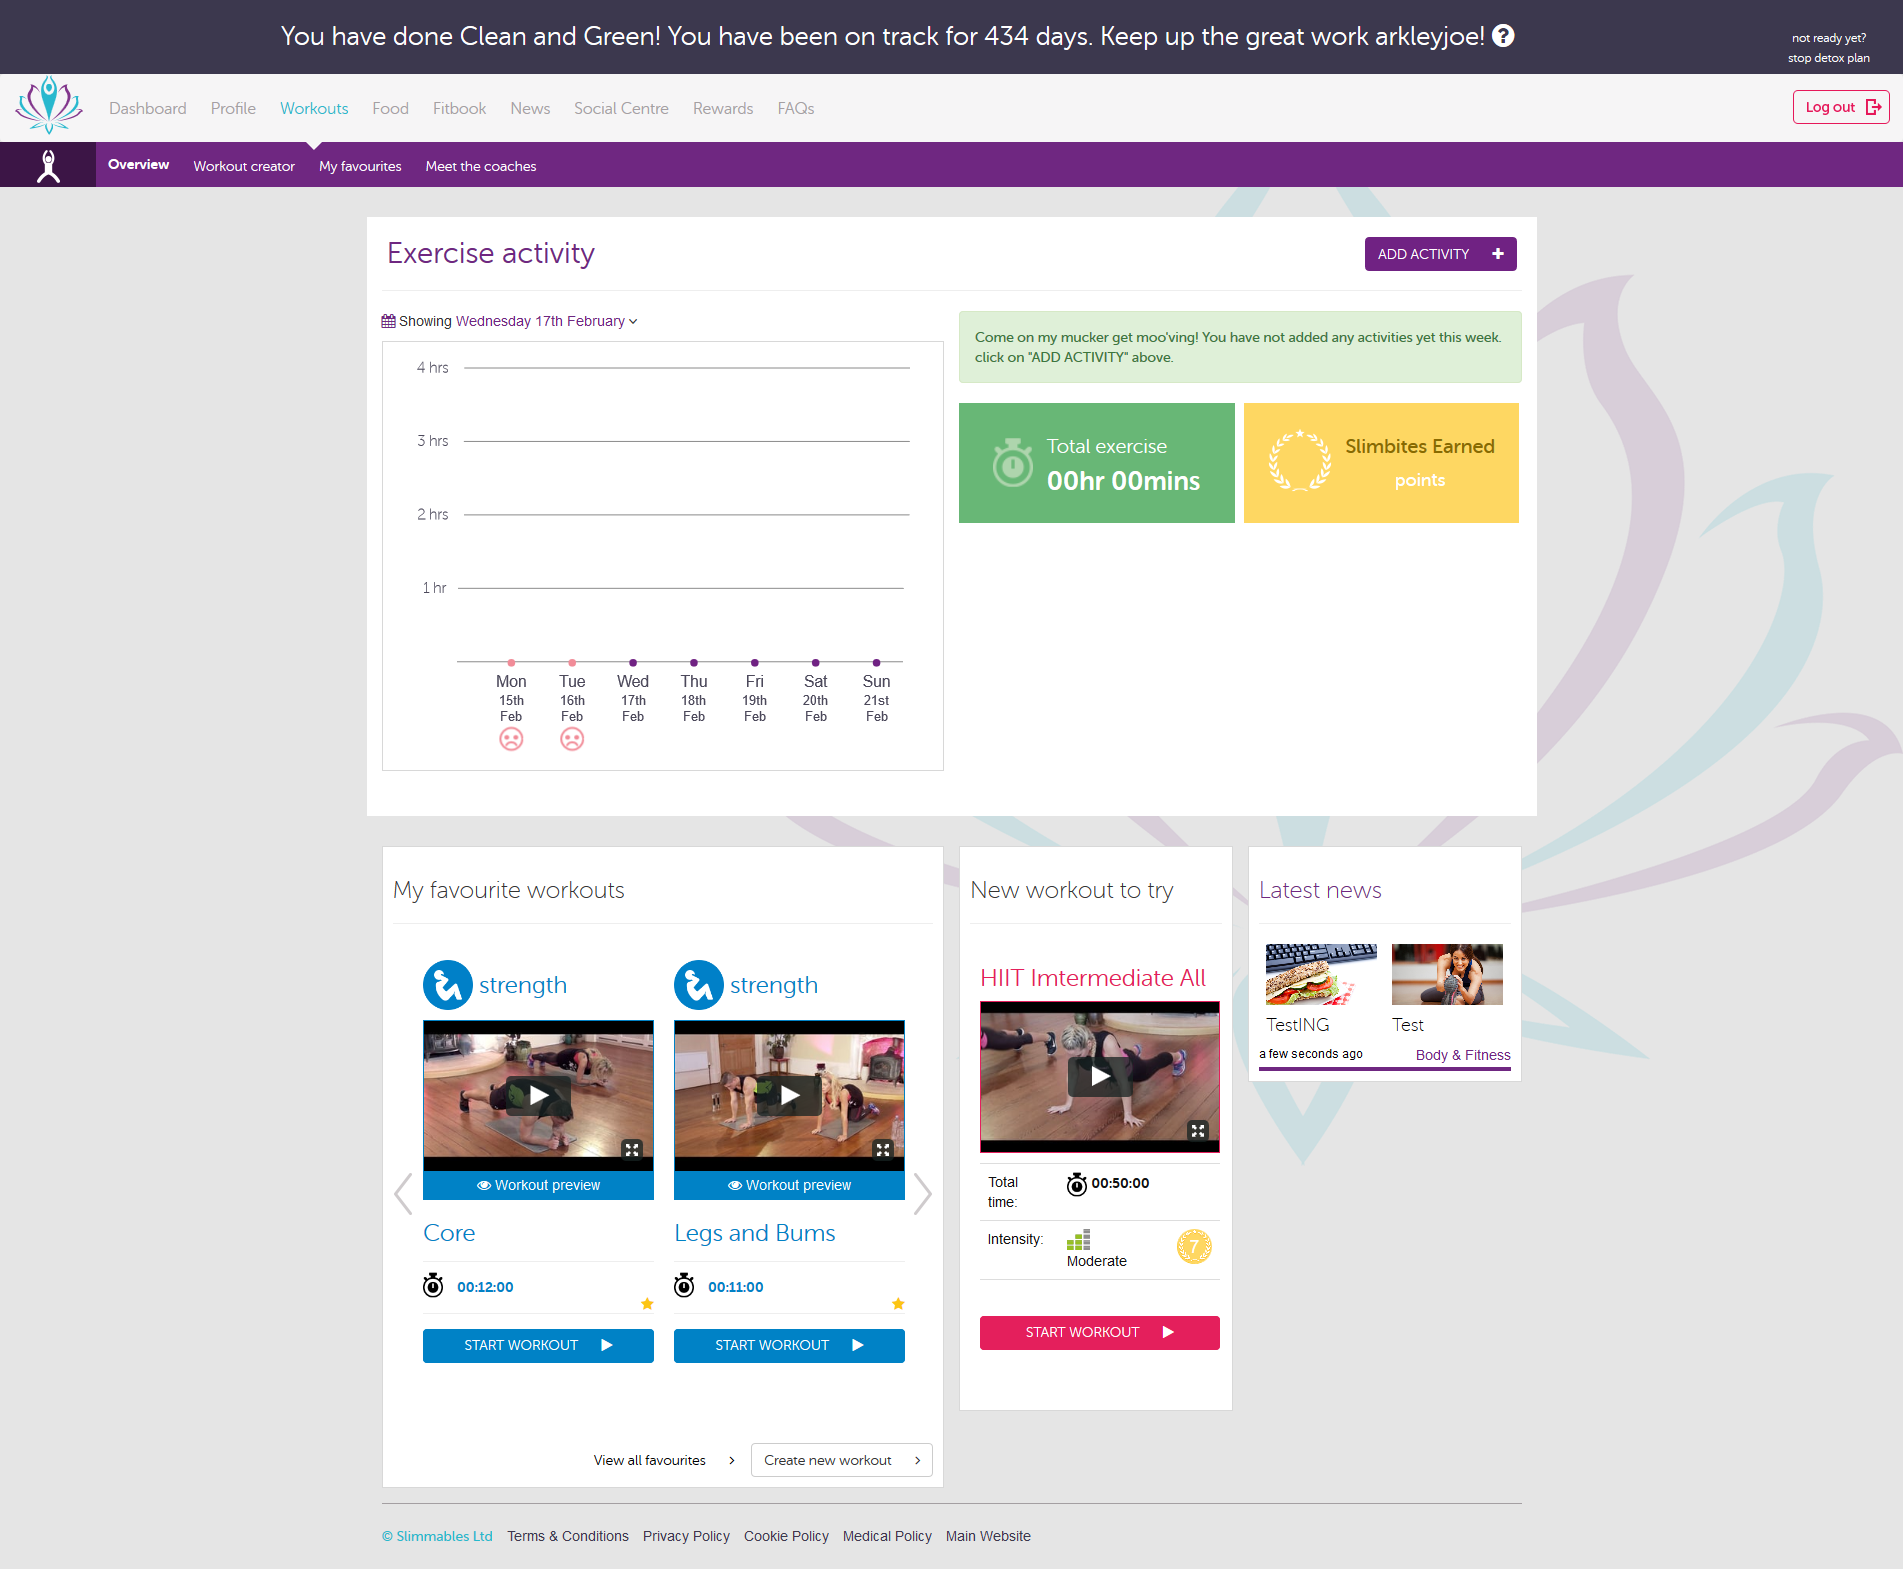 You have done Clean and Green! You have been on track for 434 days. Keep up the great work arkleyjoe!
not ready yet?
stop detox plan
Dashboard Profile Workouts Food Fitbook News Social Centre Rewards FAQs
Log out
Overview Workout creator My favourites Meet the coaches
Exercise activity
ADD ACTIVITY
Showing Wednesday 17th February
4 hrs
3 hrs
2 hrs
1 hr
Mon Tue Wed Thu Fri Sat Sun
15th 16th 17th 18th 19th 20th 21st
Feb Feb Feb Feb Feb Feb Feb
Come on my mucker get moo'ving! You have not added any activities yet this week.
click on "ADD ACTIVITY" above.
Total exercise
00hr 00mins
Slimbites Earned
points
My favourite workouts
strength
Workout preview
Core
00:12:00
START WORKOUT
strength
Workout preview
Legs and Bums
00:11:00
START WORKOUT
View all favourites
Create new workout
New workout to try
HIIT Imtermediate All
Total
time:
00:50:00
Intensity:
Moderate
7
START WORKOUT
Latest news
TestING
Test
a few seconds ago
Body & Fitness
© Slimmables Ltd Terms & Conditions Privacy Policy Cookie Policy Medical Policy Main Website